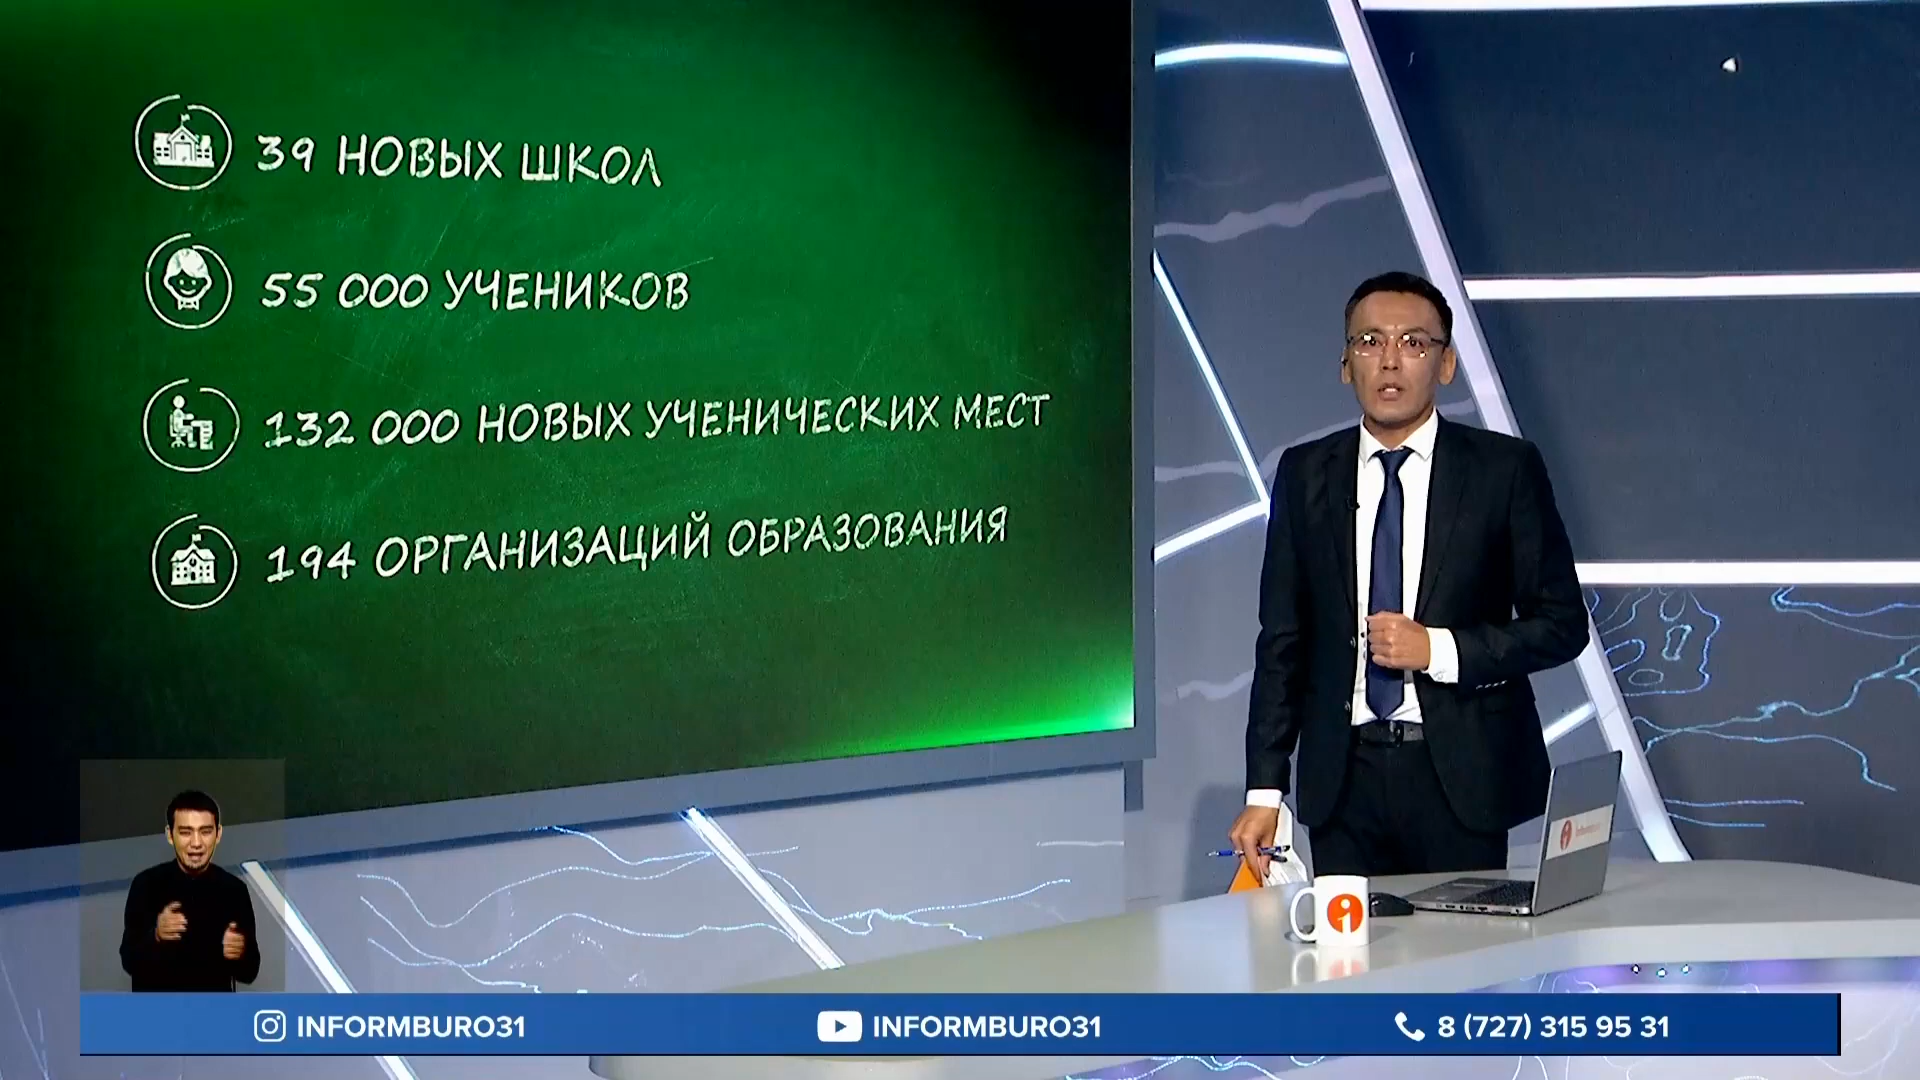 39 НОВЫХ ШКОЛ
55 000 УЧЕНИКОВ
132 000 НОВЫХ УЧЕНИЧЕСКИХ МЕСТ
194 ОРГАНИЗАЦИЙ ОБРАЗОВАНИЯ
INFORMBURO31
INFORMBURO31
8 (727) 315 95 31